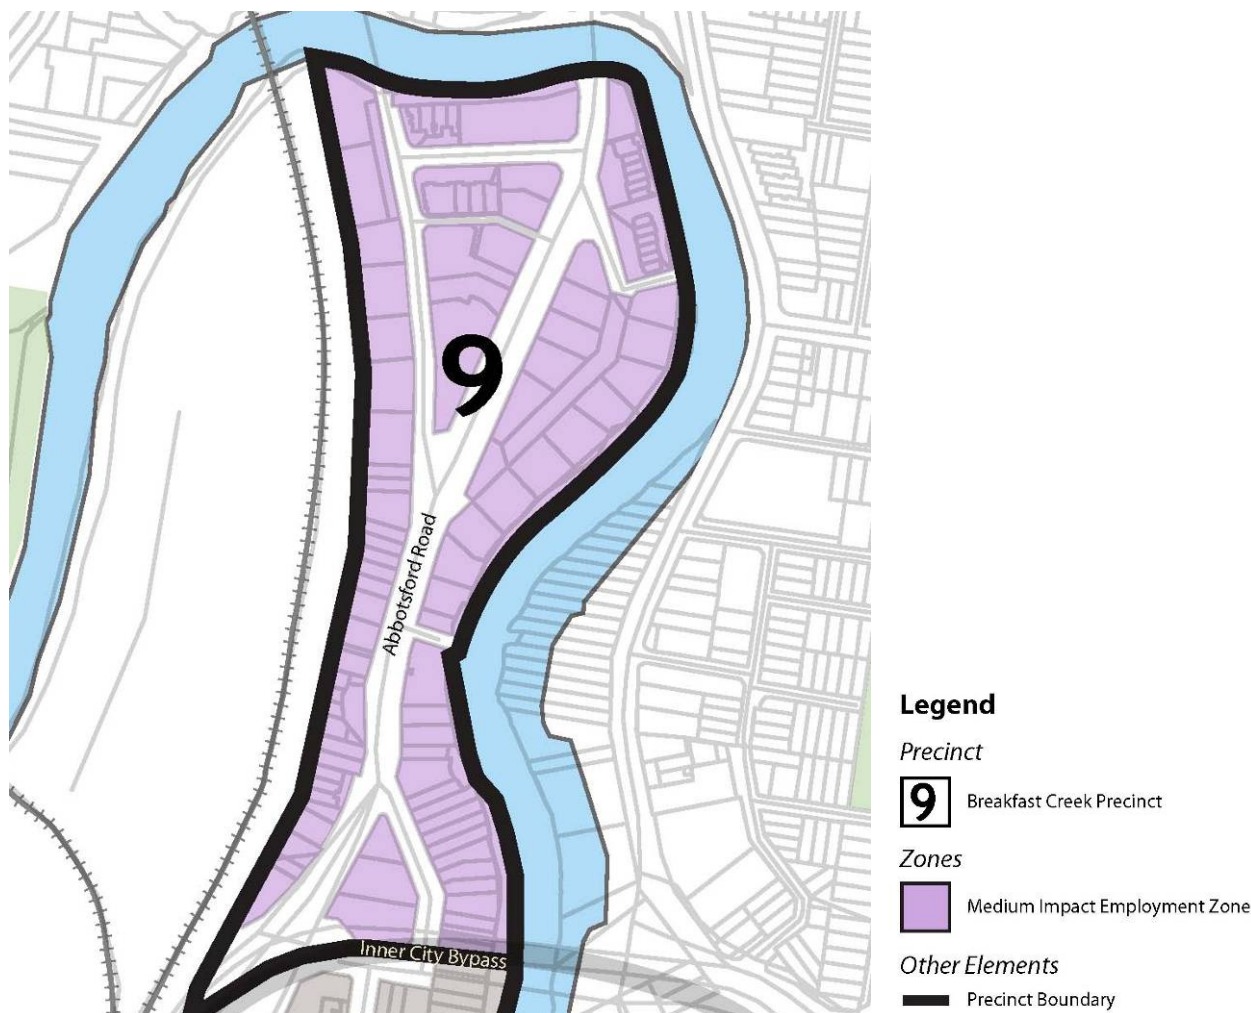 9
Abbotsford Road
Inner City Bypass
Legend
Precinct
9 Breakfast Creek Precinct
Zones
Medium Impact Employment Zone
Other Elements
Precinct Boundary